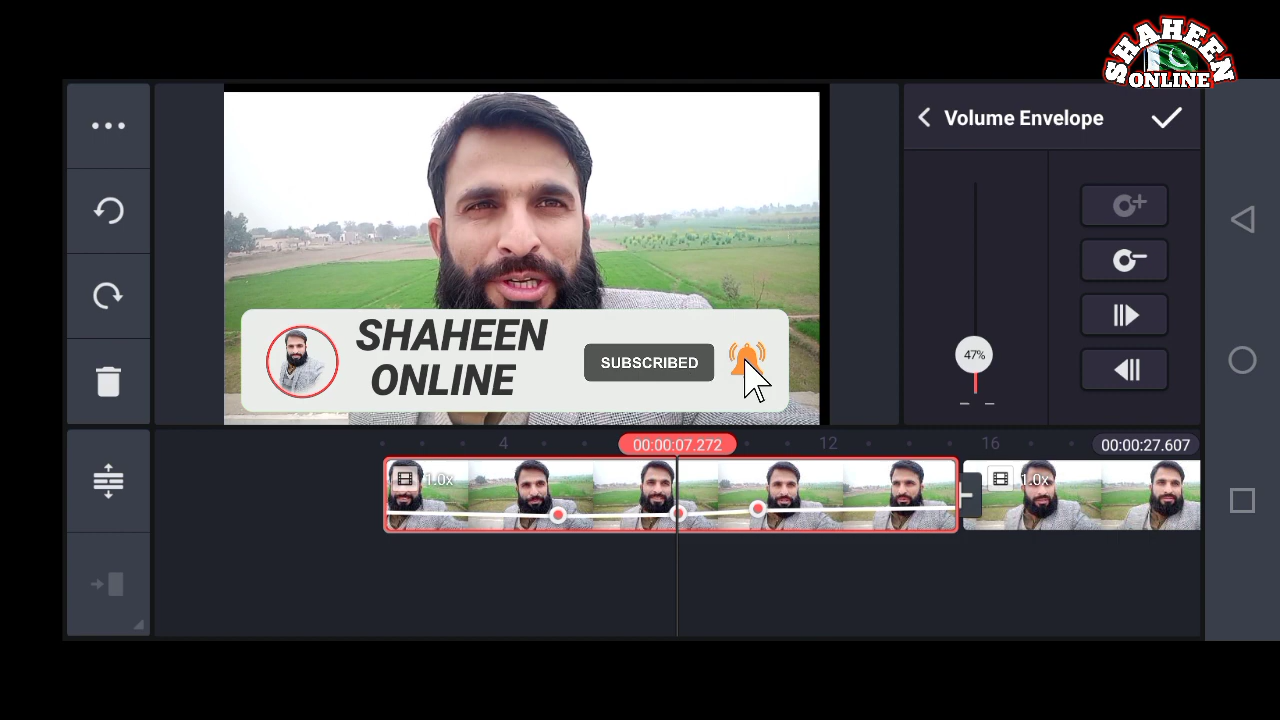 SHAHEEN
ONLINE
Volume Envelope
47%
SHAHEEN
ONLINE
SUBSCRIBED
4
00:00:07.272
12
16
00:00:27.607
1.0x
1.0x